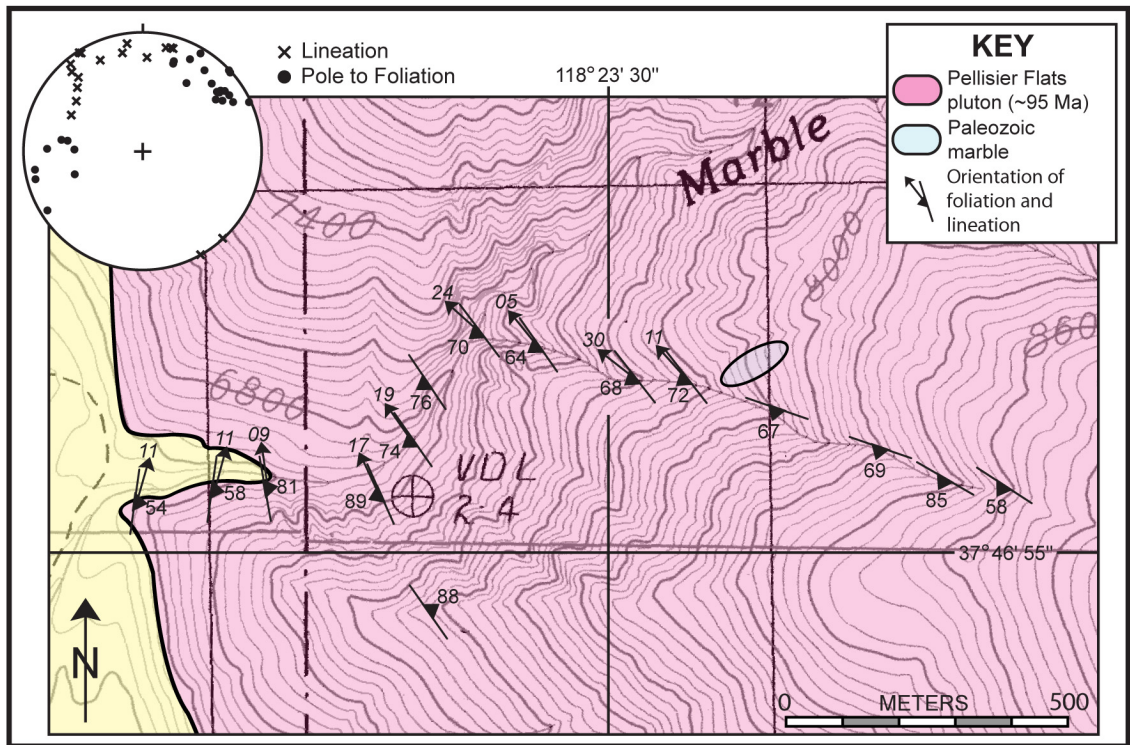 × Lineation
● Pole to Foliation
118° 23' 30"
KEY
Pellisier Flats
pluton (~95 Ma)
Paleozoic
marble
Orientation of
foliation and
lineation
Marble
7400
8000
860
6800
24
70
05
64
30
68
11
72
76
19
74
67
69
85
58
11
54
11
58
09
81
17
89
VDL
2-4
88
37° 46' 55"
N
0 METERS 500